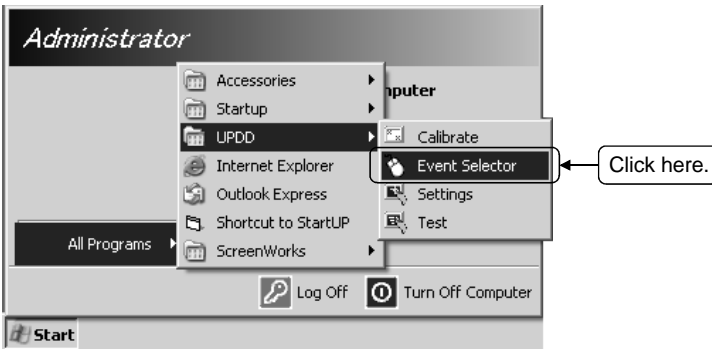 Administrator
Accessories
nputer
Startup
UPDD
Calibrate
Internet Explorer
Event Selector
Click here.
Outlook Express
Settings
Shortcut to StartUP
Test
All Programs
ScreenWorks
Log Off
Turn Off Computer
Start